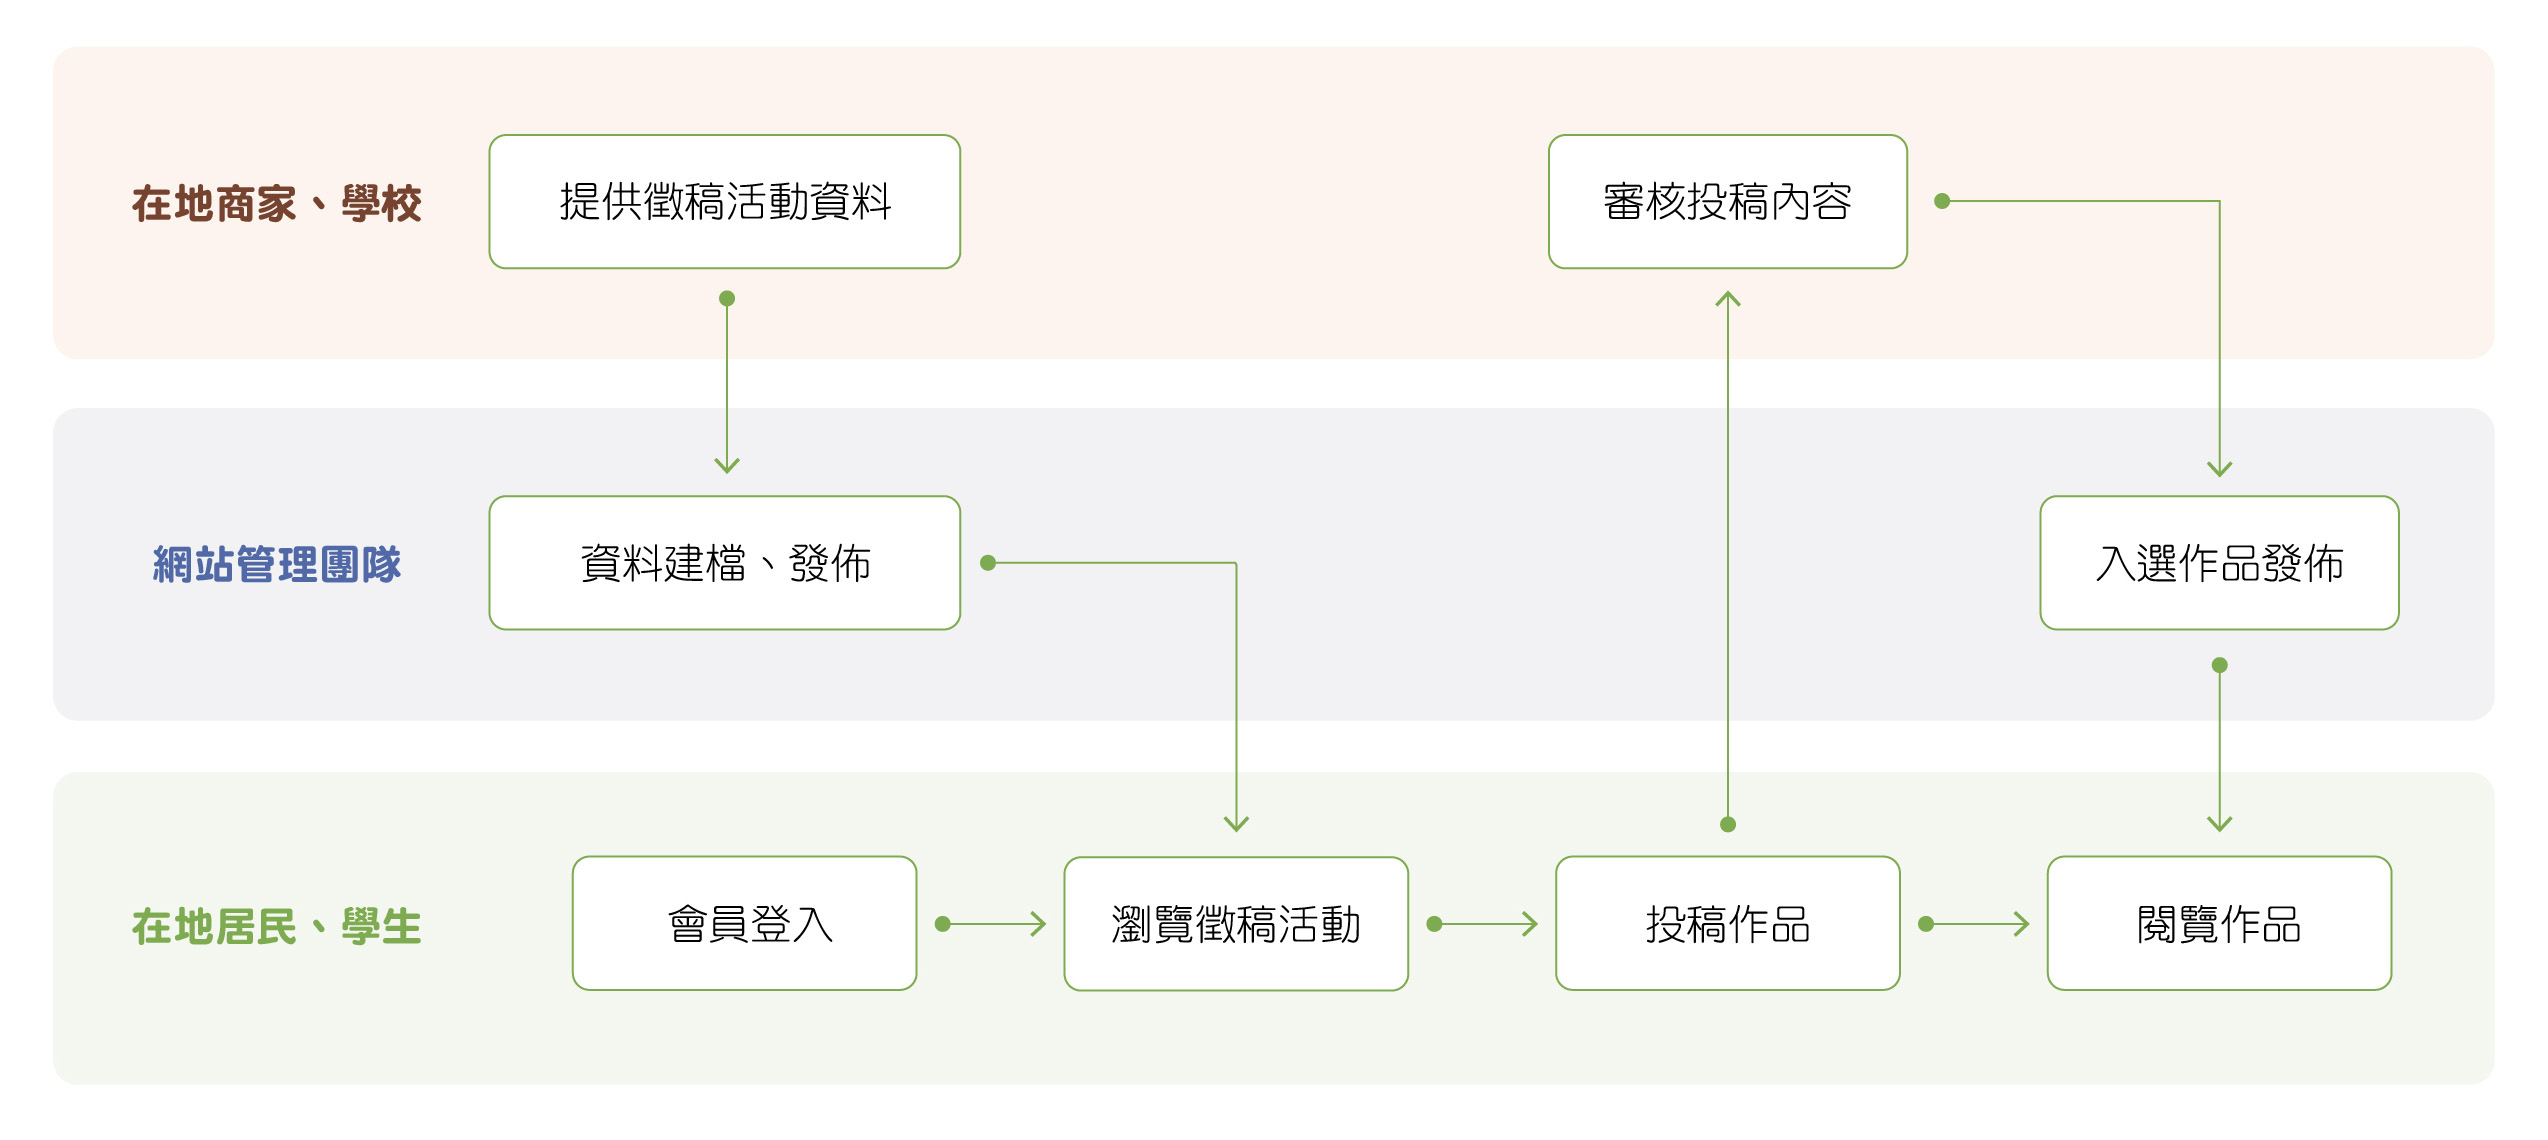 在地商家、學校
提供徵稿活動資料
審核投稿內容
網站管理團隊
資料建檔、發佈
入選作品發佈
在地居民、學生
會員登入
瀏覽徵稿活動
投稿作品
閱覽作品